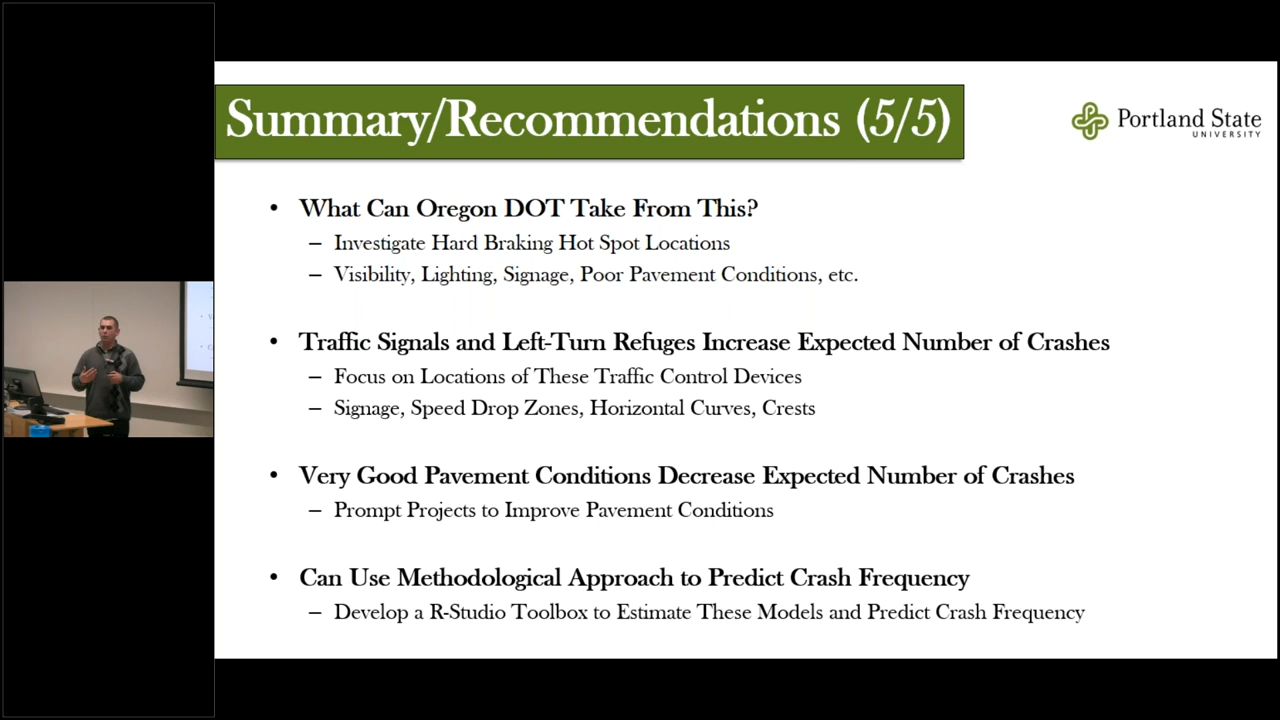 Summary/Recommendations (5/5)
Portland State
UNIVERSITY
• What Can Oregon DOT Take From This?
– Investigate Hard Braking Hot Spot Locations
– Visibility, Lighting, Signage, Poor Pavement Conditions, etc.
• Traffic Signals and Left-Turn Refuges Increase Expected Number of Crashes
– Focus on Locations of These Traffic Control Devices
– Signage, Speed Drop Zones, Horizontal Curves, Crests
• Very Good Pavement Conditions Decrease Expected Number of Crashes
– Prompt Projects to Improve Pavement Conditions
• Can Use Methodological Approach to Predict Crash Frequency
– Develop a R-Studio Toolbox to Estimate These Models and Predict Crash Frequency